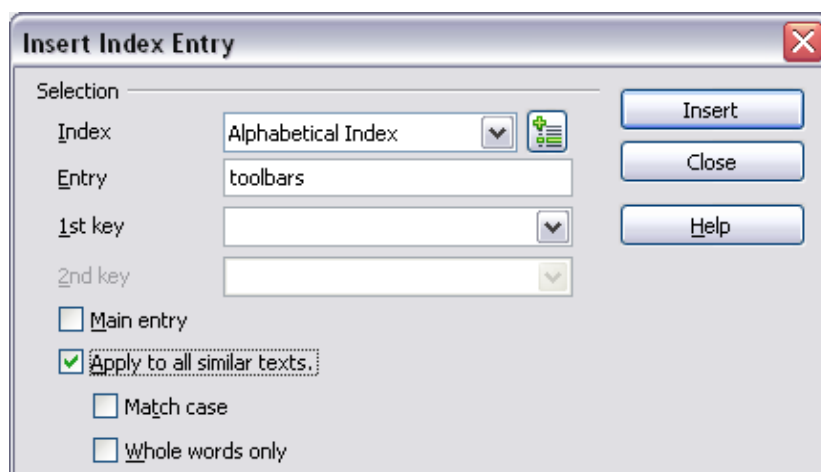 Insert Index Entry
Selection
Index Alphabetical Index
Entry toolbars
1st key
2nd key
Main entry
Apply to all similar texts.
Match case
Whole words only
Insert
Close
Help